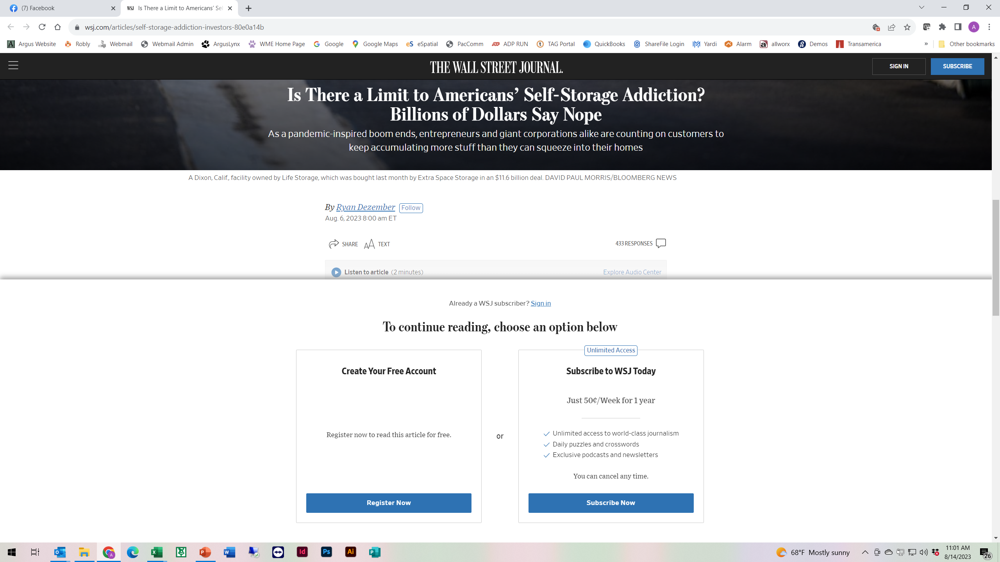 (7) Facebook
WSJ Is There a Limit to Americans' Sel
wsj.com/articles/self-storage-addiction-investors-80e0a14b
A
Argus Website Robly Webmail Webmail Admin ArgusLynx WME Home Page Google Google Maps eS eSpatial PacComm ADP ADP RUN TAG Portal QuickBooks ShareFile Login Yardi Alarm a allworx Demos Transamerica » Other bookmarks
THE WALL STREET JOURNAL.
SIGN IN SUBSCRIBE
Is There a Limit to Americans' Self-Storage Addiction?
Billions of Dollars Say Nope
As a pandemic-inspired boom ends, entrepreneurs and giant corporations alike are counting on customers to
keep accumulating more stuff than they can squeeze into their homes
A Dixon, Calif., facility owned by Life Storage, which was bought last month by Extra Space Storage in an $11.6 billion deal. DAVID PAUL MORRIS/BLOOMBERG NEWS
By Ryan Dezember Follow
Aug. 6, 2023 8:00 am ET
SHARE AA TEXT 433 RESPONSES
Listen to article (2 minutes) Explore Audio Center
Already a WSJ subscriber? Sign in
To continue reading, choose an option below
Create Your Free Account
Register now to read this article for free.
Register Now
or
Unlimited Access
Subscribe to WSJ Today
Just 50¢/Week for 1 year
Unlimited access to world-class journalism
Daily puzzles and crosswords
Exclusive podcasts and newsletters
You can cancel any time.
Subscribe Now
Id Ps Ai
68°F Mostly sunny
11:01 AM
8/14/2023
26